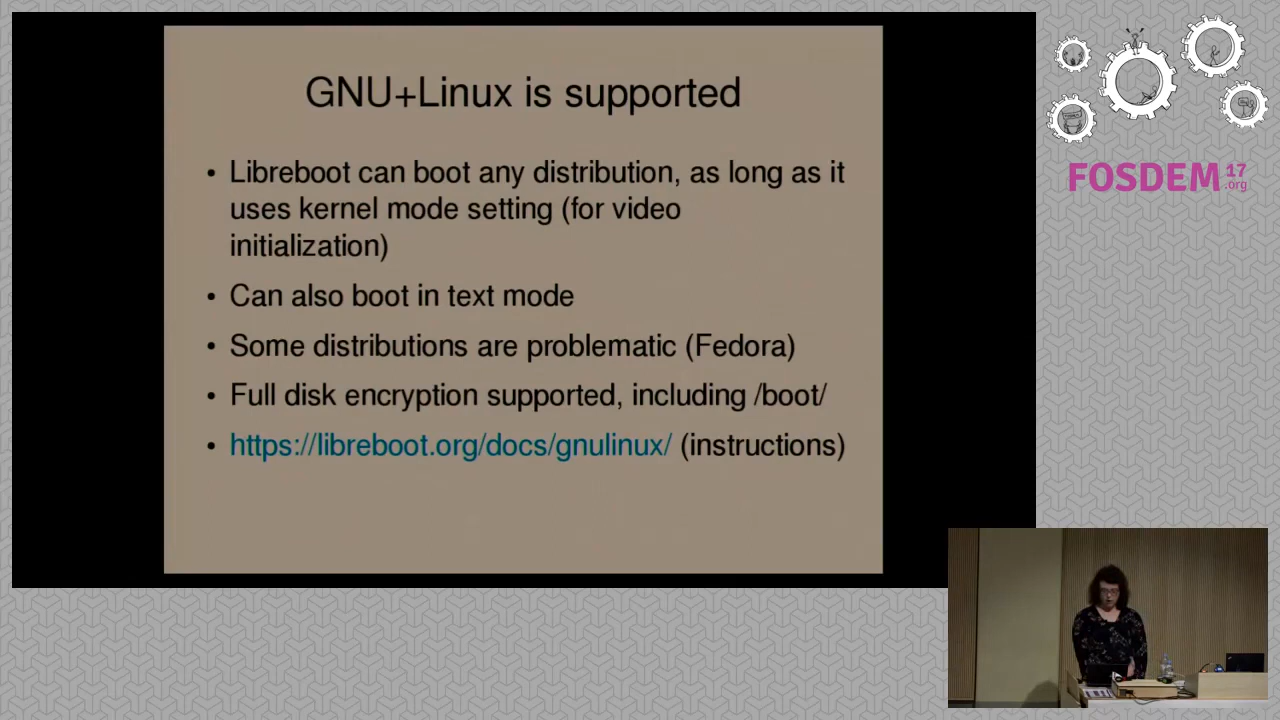 GNU+Linux is supported
• Libreboot can boot any distribution, as long as it
uses kernel mode setting (for video
initialization)
• Can also boot in text mode
• Some distributions are problematic (Fedora)
• Full disk encryption supported, including /boot/
• https://libreboot.org/docs/gnulinux/ (instructions)
FOSDEM 17
.org